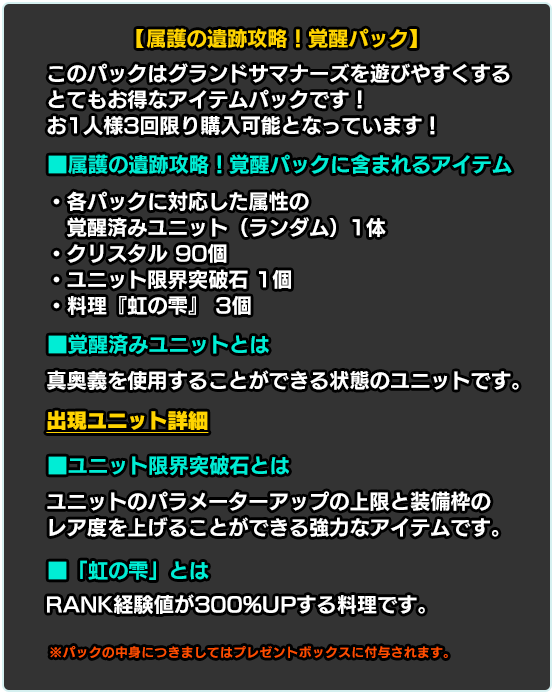 【属護の遺跡攻略！覚醒パック】
このパックはグランドサマナーズを遊びやすくする
とてもお得なアイテムパックです！
お1人様3回限り購入可能となっています！
■属護の遺跡攻略！覚醒パックに含まれるアイテム
・各パックに対応した属性の
覚醒済みユニット（ランダム）1体
・クリスタル 90個
・ユニット限界突破石 1個
・料理『虹の雫』 3個
■覚醒済みユニットとは
真奥義を使用することができる状態のユニットです。
出現ユニット詳細
■ユニット限界突破石とは
ユニットのパラメーターアップの上限と装備枠の
レア度を上げることができる強力なアイテムです。
■「虹の雫」とは
RANK経験値が300%UPする料理です。
※パックの中身につきましてはプレゼントボックスに付与されます。